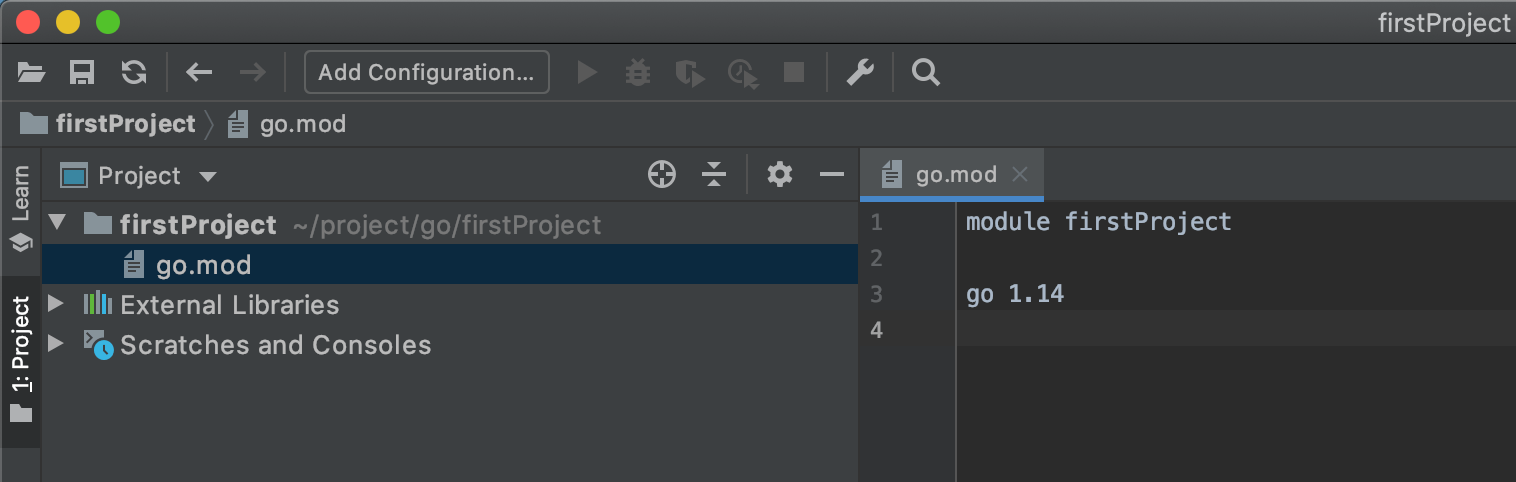 firstProject
Add Configuration...
firstProject go.mod
Learn
1: Project
Project
firstProject ~/project/go/firstProject
go.mod
External Libraries
Scratches and Consoles
go.mod
1 module firstProject
2
3 go 1.14
4